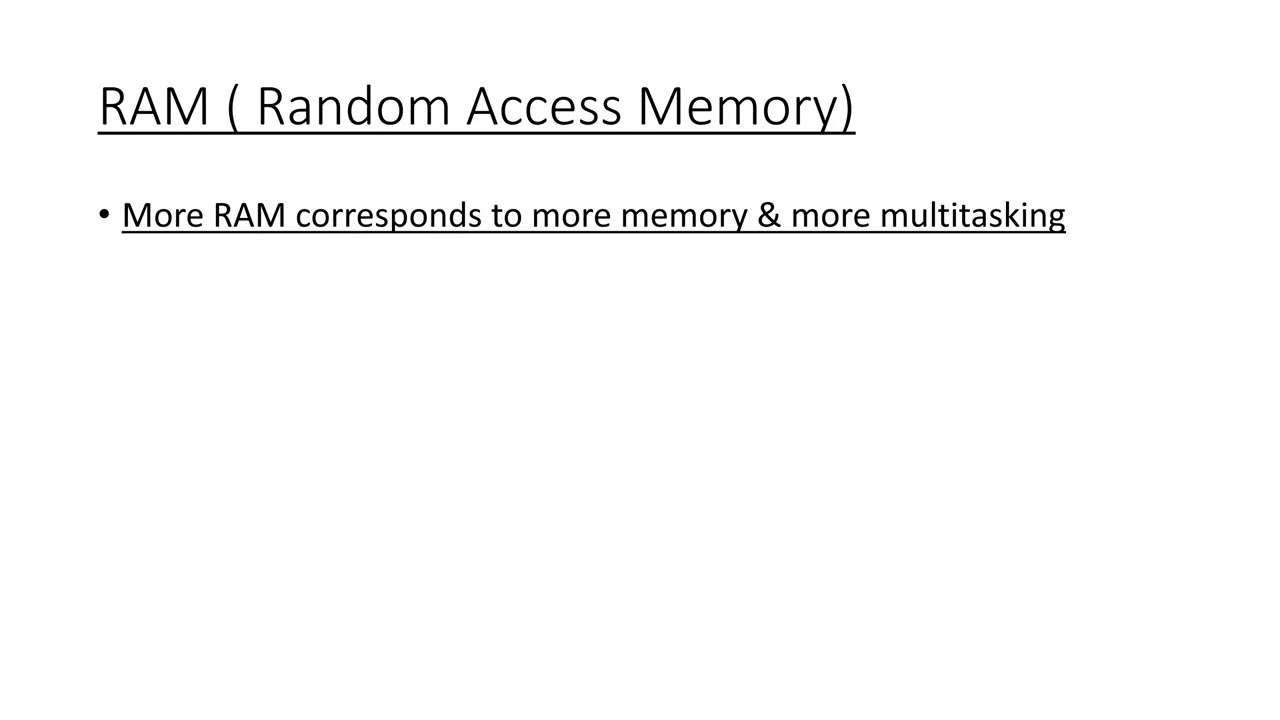 RAM ( Random Access Memory)
• More RAM corresponds to more memory & more multitasking